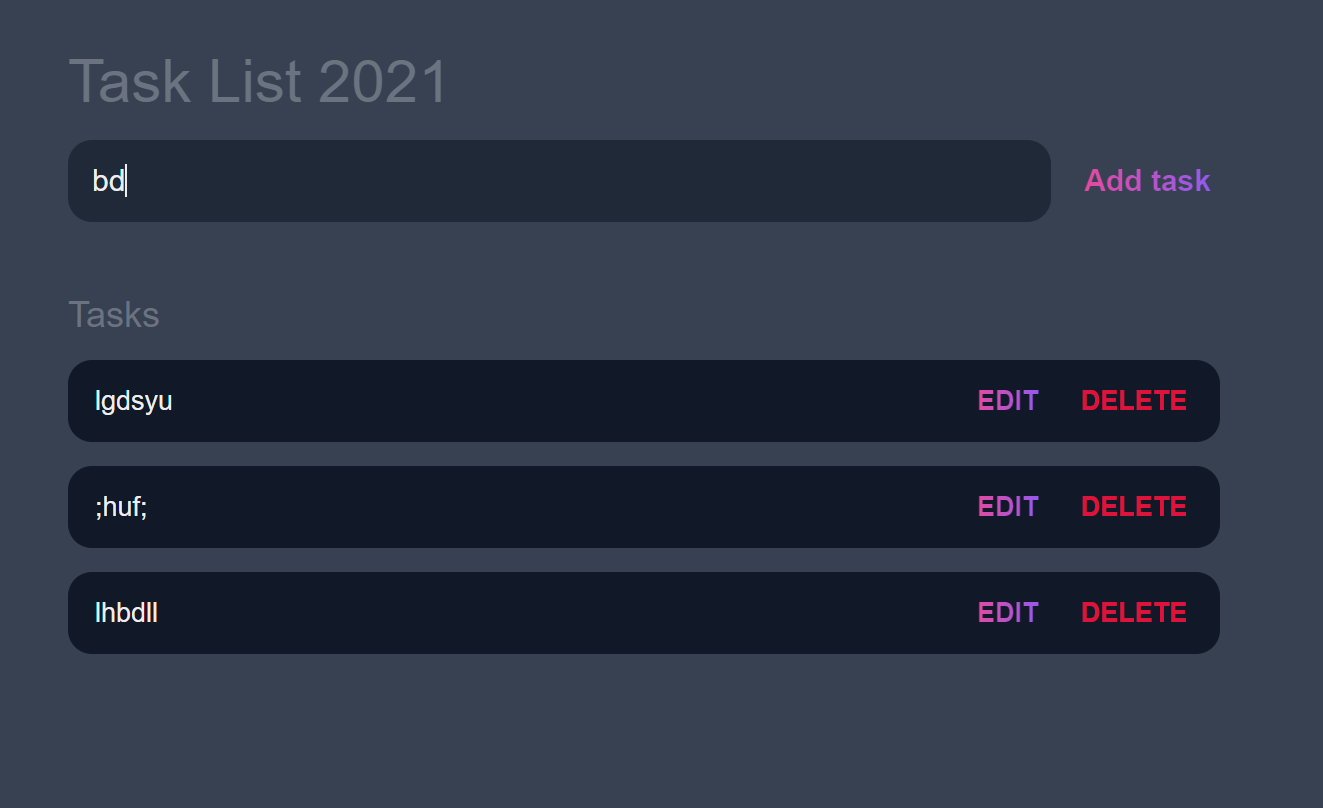 Task List 2021
bd Add task
Tasks
lgdsyu EDIT DELETE
;huf; EDIT DELETE
lhbdll EDIT DELETE